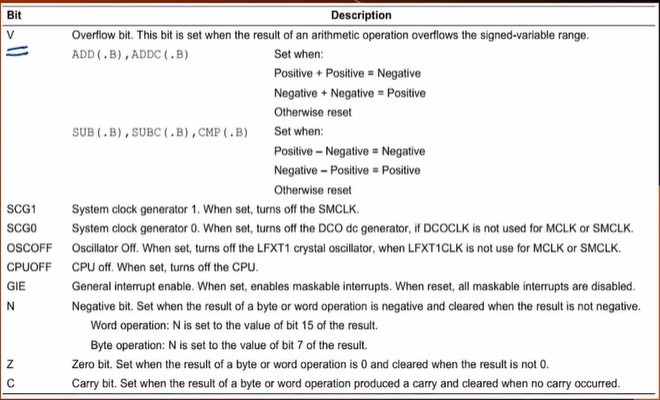 Bit Description
V Overflow bit. This bit is set when the result of an arithmetic operation overflows the signed-variable range.
ADD(.B),ADDC(.B) Set when:
Positive + Positive = Negative
Negative + Negative = Positive
Otherwise reset
SUB(.B),SUBC(.B),CMP(.B) Set when:
Positive – Negative = Negative
Negative – Positive = Positive
Otherwise reset
SCG1 System clock generator 1. When set, turns off the SMCLK.
SCG0 System clock generator 0. When set, turns off the DCO dc generator, if DCOCLK is not used for MCLK or SMCLK.
OSCOFF Oscillator Off. When set, turns off the LFXT1 crystal oscillator, when LFXT1CLK is not use for MCLK or SMCLK.
CPUOFF CPU off. When set, turns off the CPU.
GIE General interrupt enable. When set, enables maskable interrupts. When reset, all maskable interrupts are disabled.
N Negative bit. Set when the result of a byte or word operation is negative and cleared when the result is not negative.
Word operation: N is set to the value of bit 15 of the result.
Byte operation: N is set to the value of bit 7 of the result.
Z Zero bit. Set when the result of a byte or word operation is 0 and cleared when the result is not 0.
C Carry bit. Set when the result of a byte or word operation produced a carry and cleared when no carry occurred.